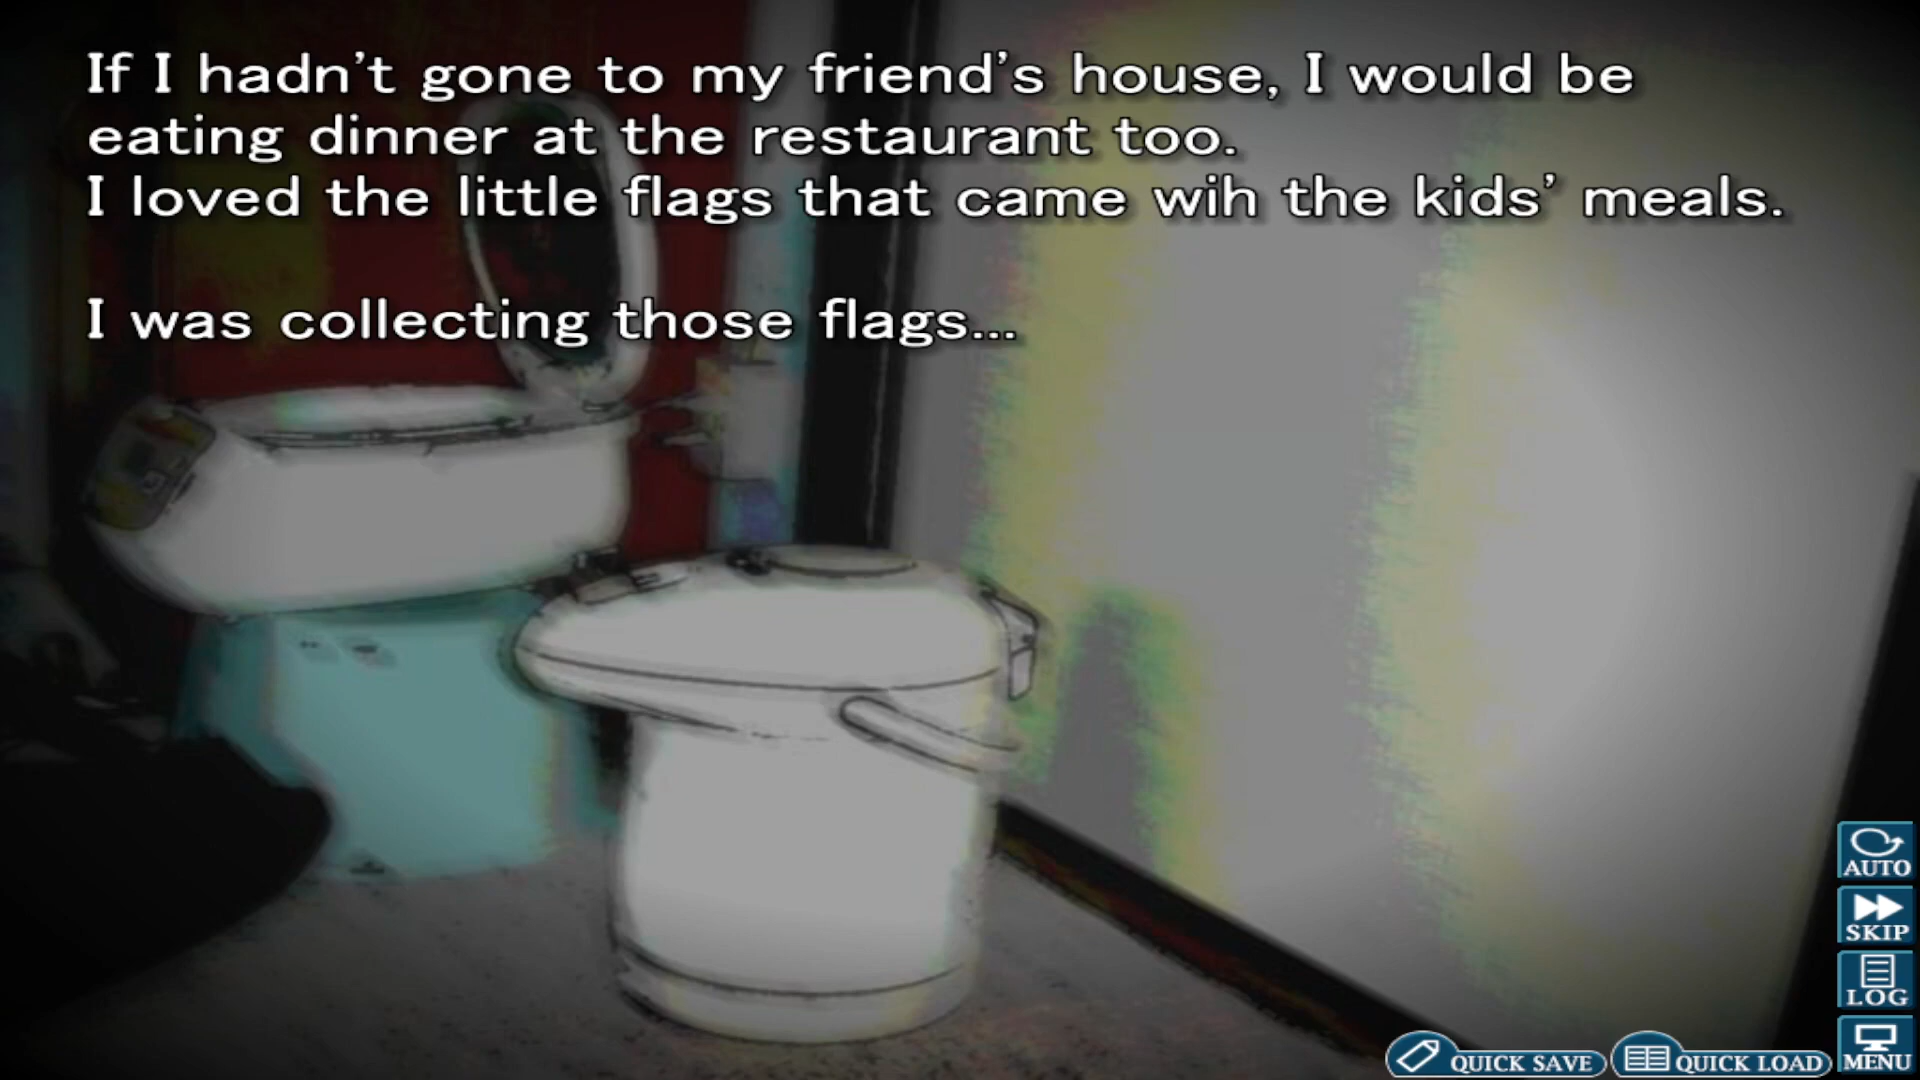 If I hadn't gone to my friend's house, I would be
eating dinner at the restaurant too.
I loved the little flags that came wih the kids' meals.
I was collecting those flags...
AUTO
SKIP
LOG
MENU
QUICK SAVE
QUICK LOAD